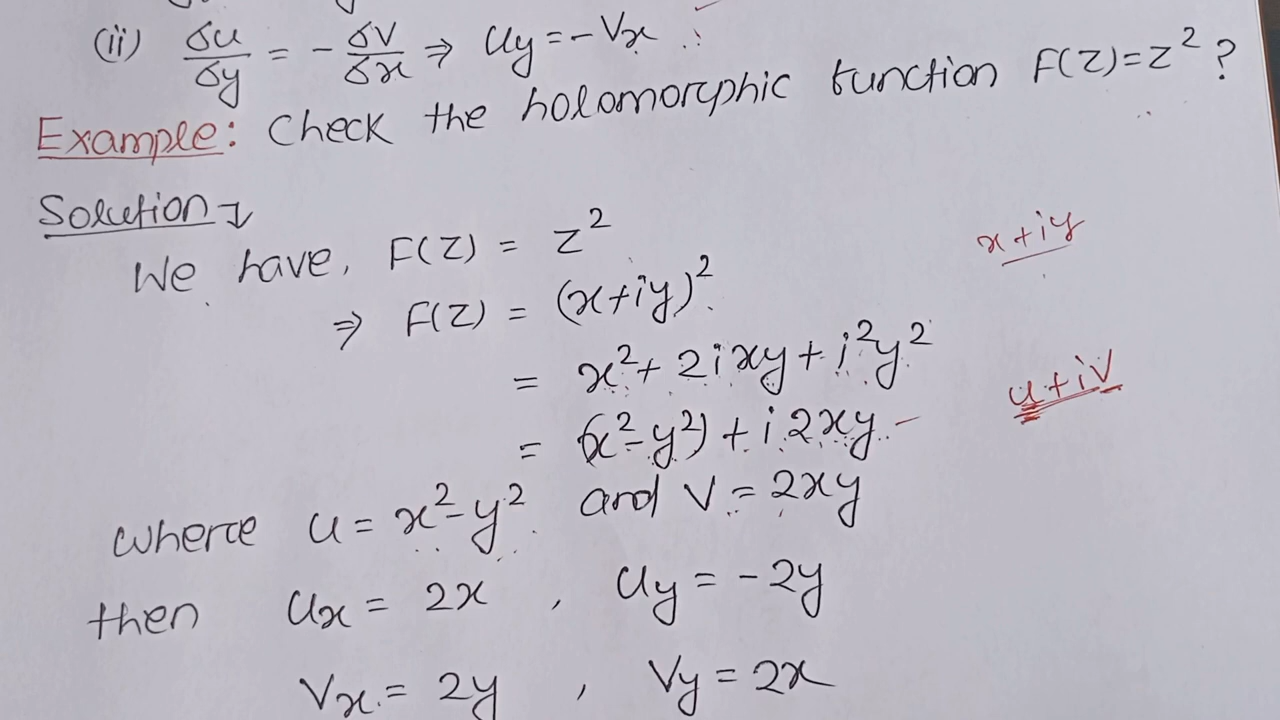 (ii) δu/δy = - δV/δx ⇒ Uy = - Vx ∴
Example: Check the holomorphic function F(Z)=Z² ?
Solution ↴
We have, F(Z) = Z²
⇒ F(Z) = (x+iy)².
x+iy
= x² + 2ixy + i²y²
u+iV
= (x²-y²) + i 2xy
where u = x²-y² and V = 2xy
then Ux = 2x , Uy = -2y
Vx = 2y , Vy = 2x